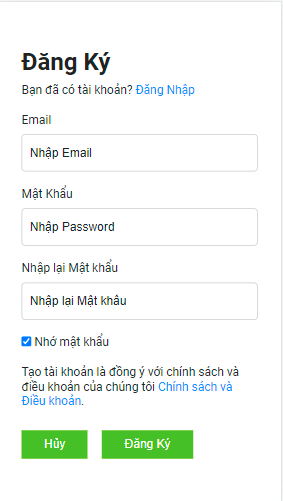 Đăng Ký
Bạn đã có tài khoản? Đăng Nhập
Email
Nhập Email
Mật Khẩu
Nhập Password
Nhập lại Mật khẩu
Nhập lại Mật khâu
Nhớ mật khẩu
Tạo tài khoản là đồng ý với chính sách và
điều khoản của chúng tôi Chính sách và
Điều khoản.
Hủy
Đăng Ký